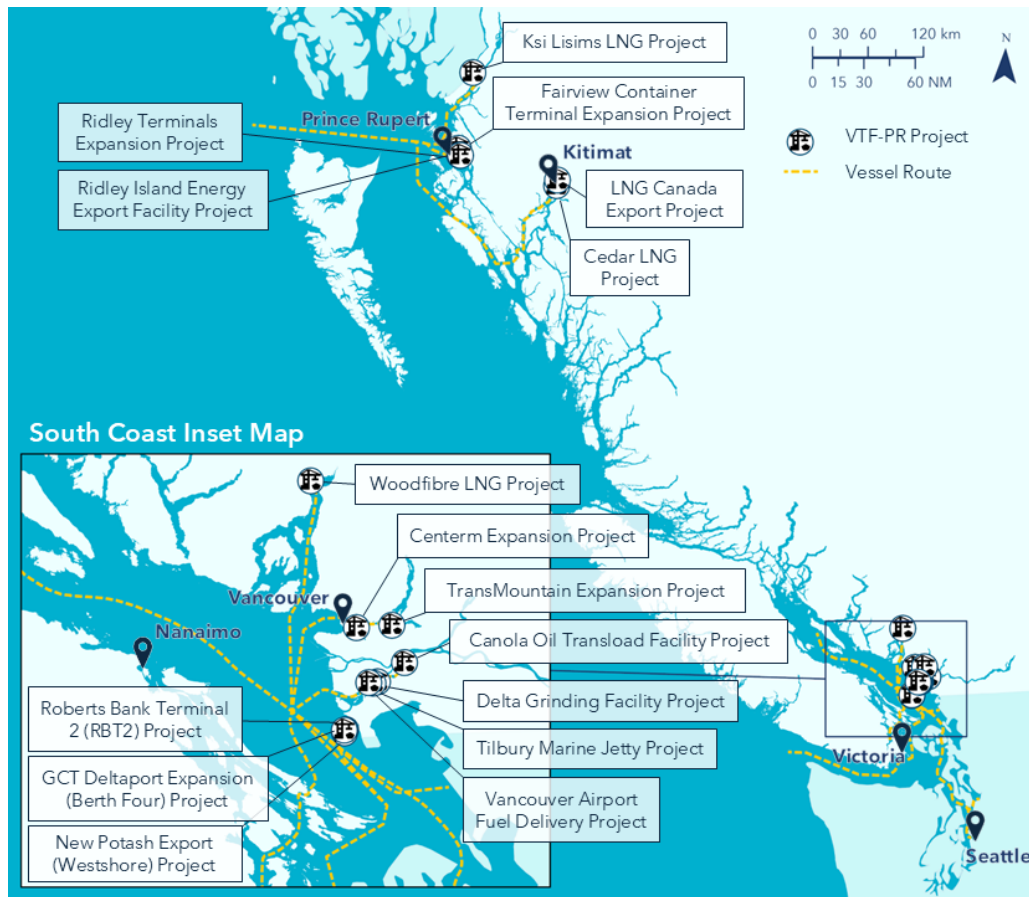 Ksi Lisims LNG Project
0 30 60 120 km
0 15 30 60 NM
N
Fairview Container
Terminal Expansion Project
Ridley Terminals
Expansion Project
Prince Rupert
VTF-PR Project
Kitimat
Vessel Route
Ridley Island Energy
Export Facility Project
LNG Canada
Export Project
Cedar LNG
Project
South Coast Inset Map
Woodfibre LNG Project
Centerm Expansion Project
TransMountain Expansion Project
Vancouver
Nanaimo
Canola Oil Transload Facility Project
Delta Grinding Facility Project
Roberts Bank Terminal
2 (RBT2) Project
Tilbury Marine Jetty Project
GCT Deltaport Expansion
(Berth Four) Project
Vancouver Airport
Fuel Delivery Project
New Potash Export
(Westshore) Project
Victoria
Seattle